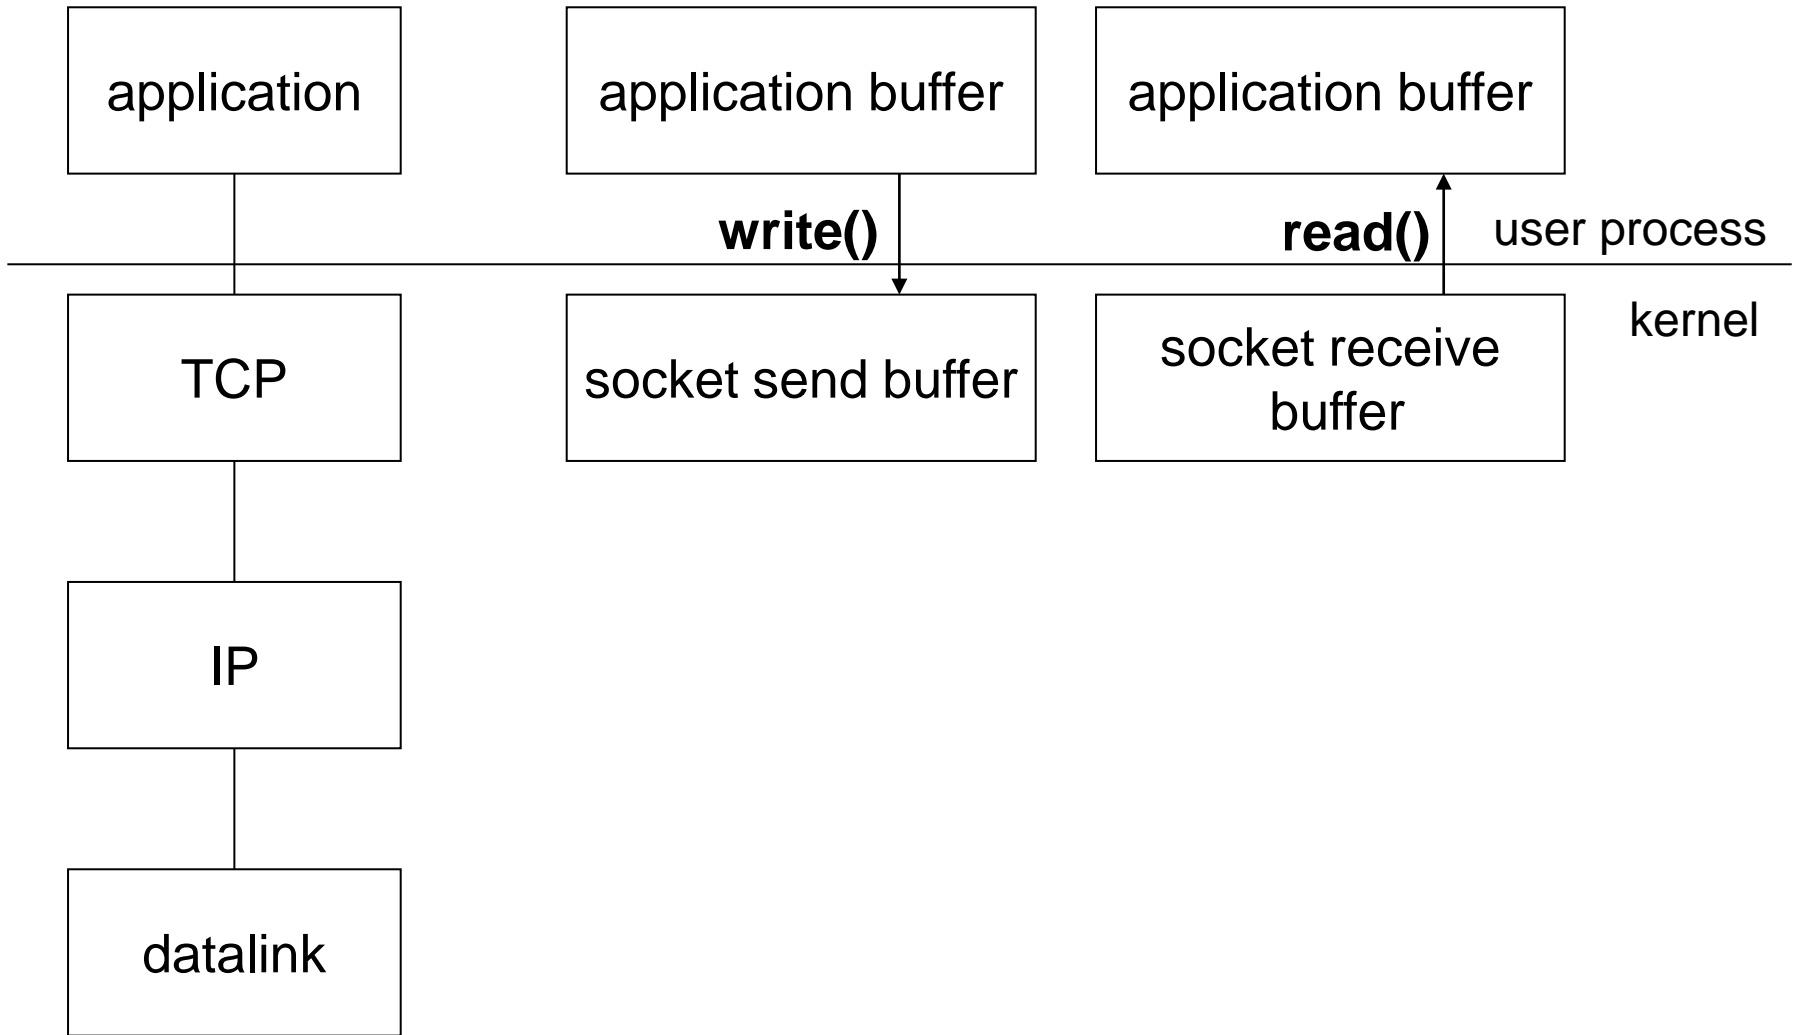 application
application buffer
application buffer
write()
read()
user process
kernel
TCP
socket send buffer
socket receive
buffer
IP
datalink